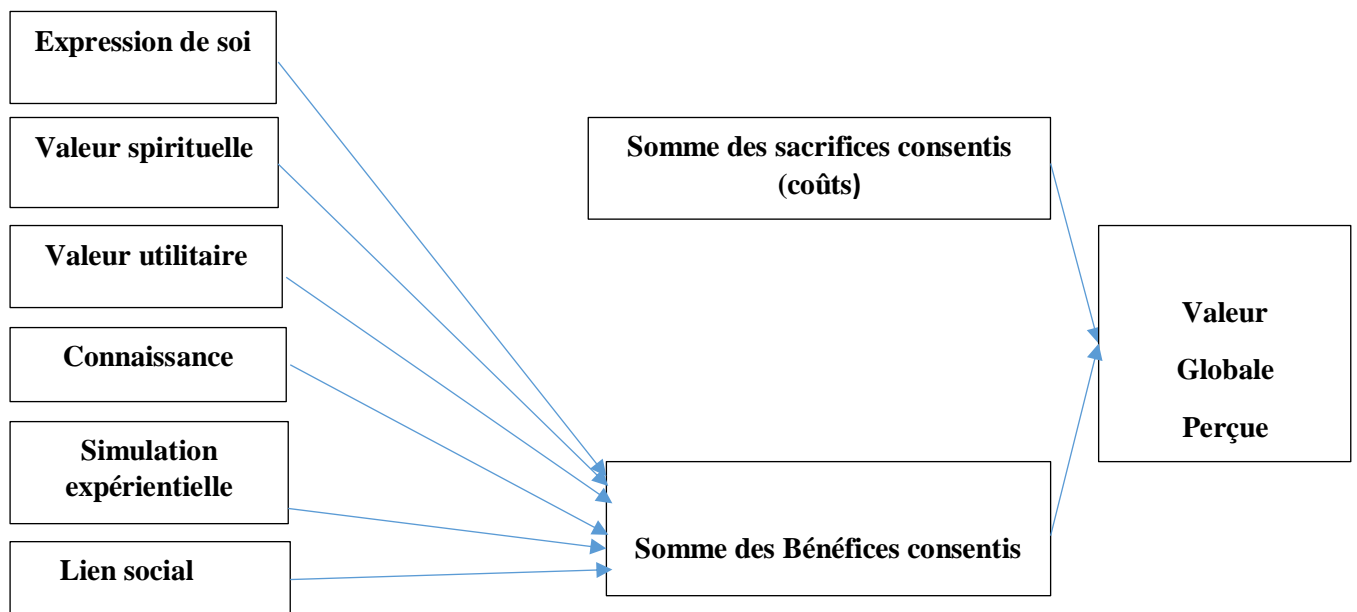 Expression de soi
Valeur spirituelle
Valeur utilitaire
Connaissance
Simulation
expérientielle
Lien social
Somme des sacrifices consentis
(coûts)
Somme des Bénéfices consentis
Valeur
Globale
Perçue